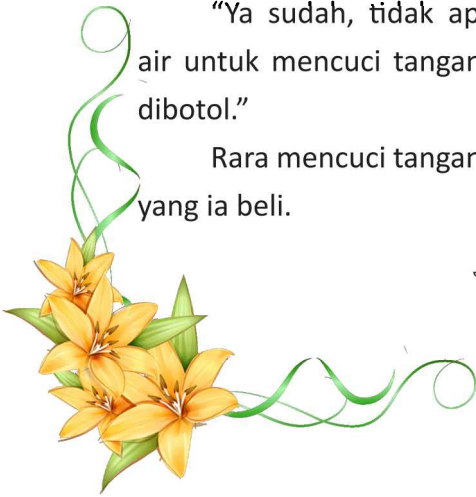 “Ya sudah, tidak ap
air untuk mencuci tangan
dibotol.”
Rara mencuci tangan
yang ia beli.